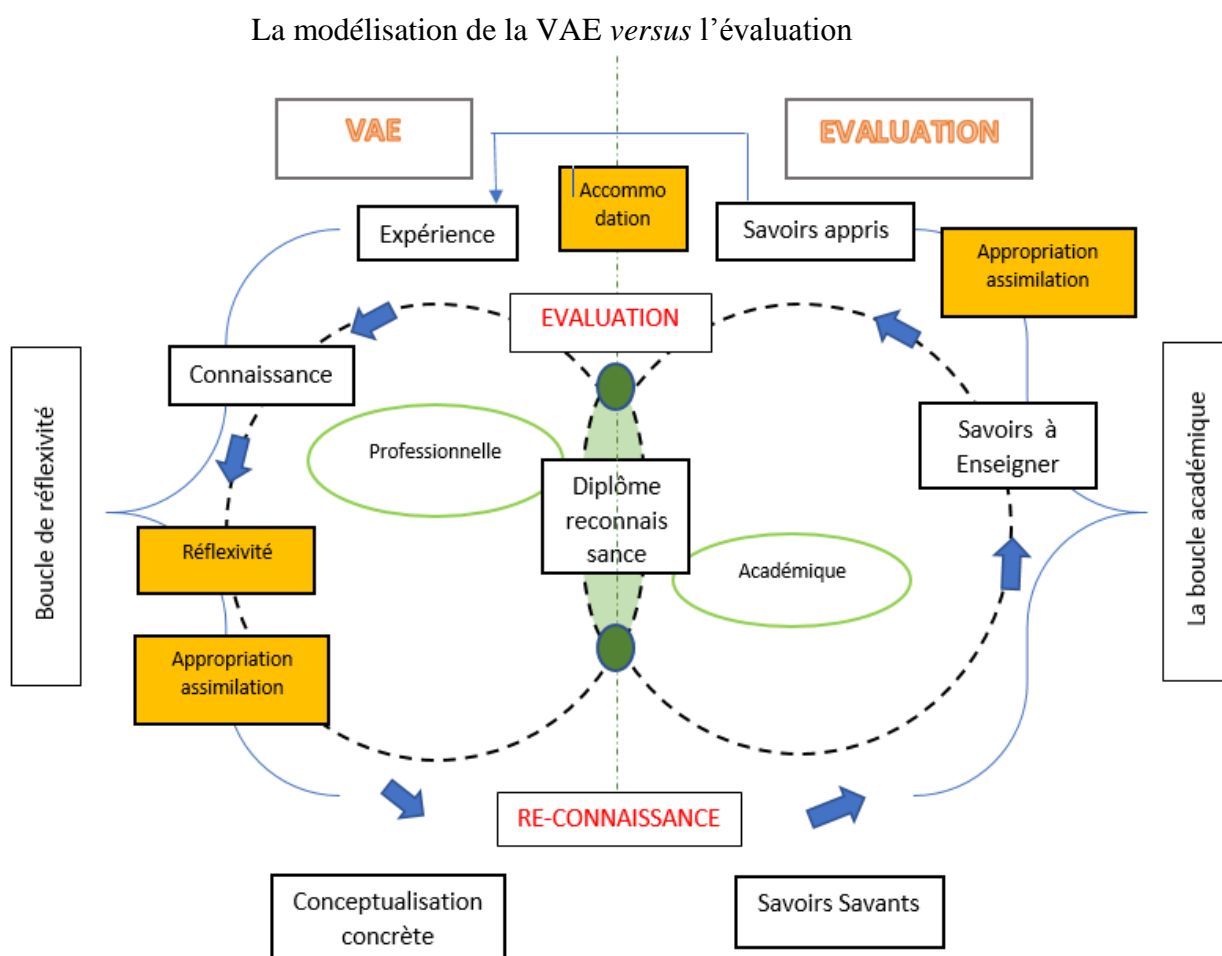 La modélisation de la VAE versus l’évaluation
VAE
EVALUATION
Accommo
dation
Expérience
Savoirs appris
Appropriation
assimilation
EVALUATION
Connaissance
Boucle de réflexivité
La boucle académique
Professionnelle
Savoirs à
Enseigner
Diplôme
reconnais
sance
Réflexivité
Académique
Appropriation
assimilation
RE-CONNAISSANCE
Conceptualisation
concrète
Savoirs Savants